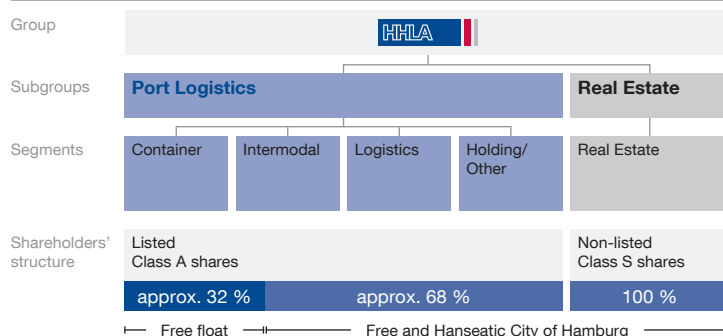 Group
HHLA
Subgroups
Port Logistics
Real Estate
Segments
Container
Intermodal
Logistics
Holding/
Other
Real Estate
Shareholders'
structure
Listed
Class A shares
Non-listed
Class S shares
approx. 32 %
approx. 68 %
100 %
Free float
Free and Hanseatic City of Hamburg